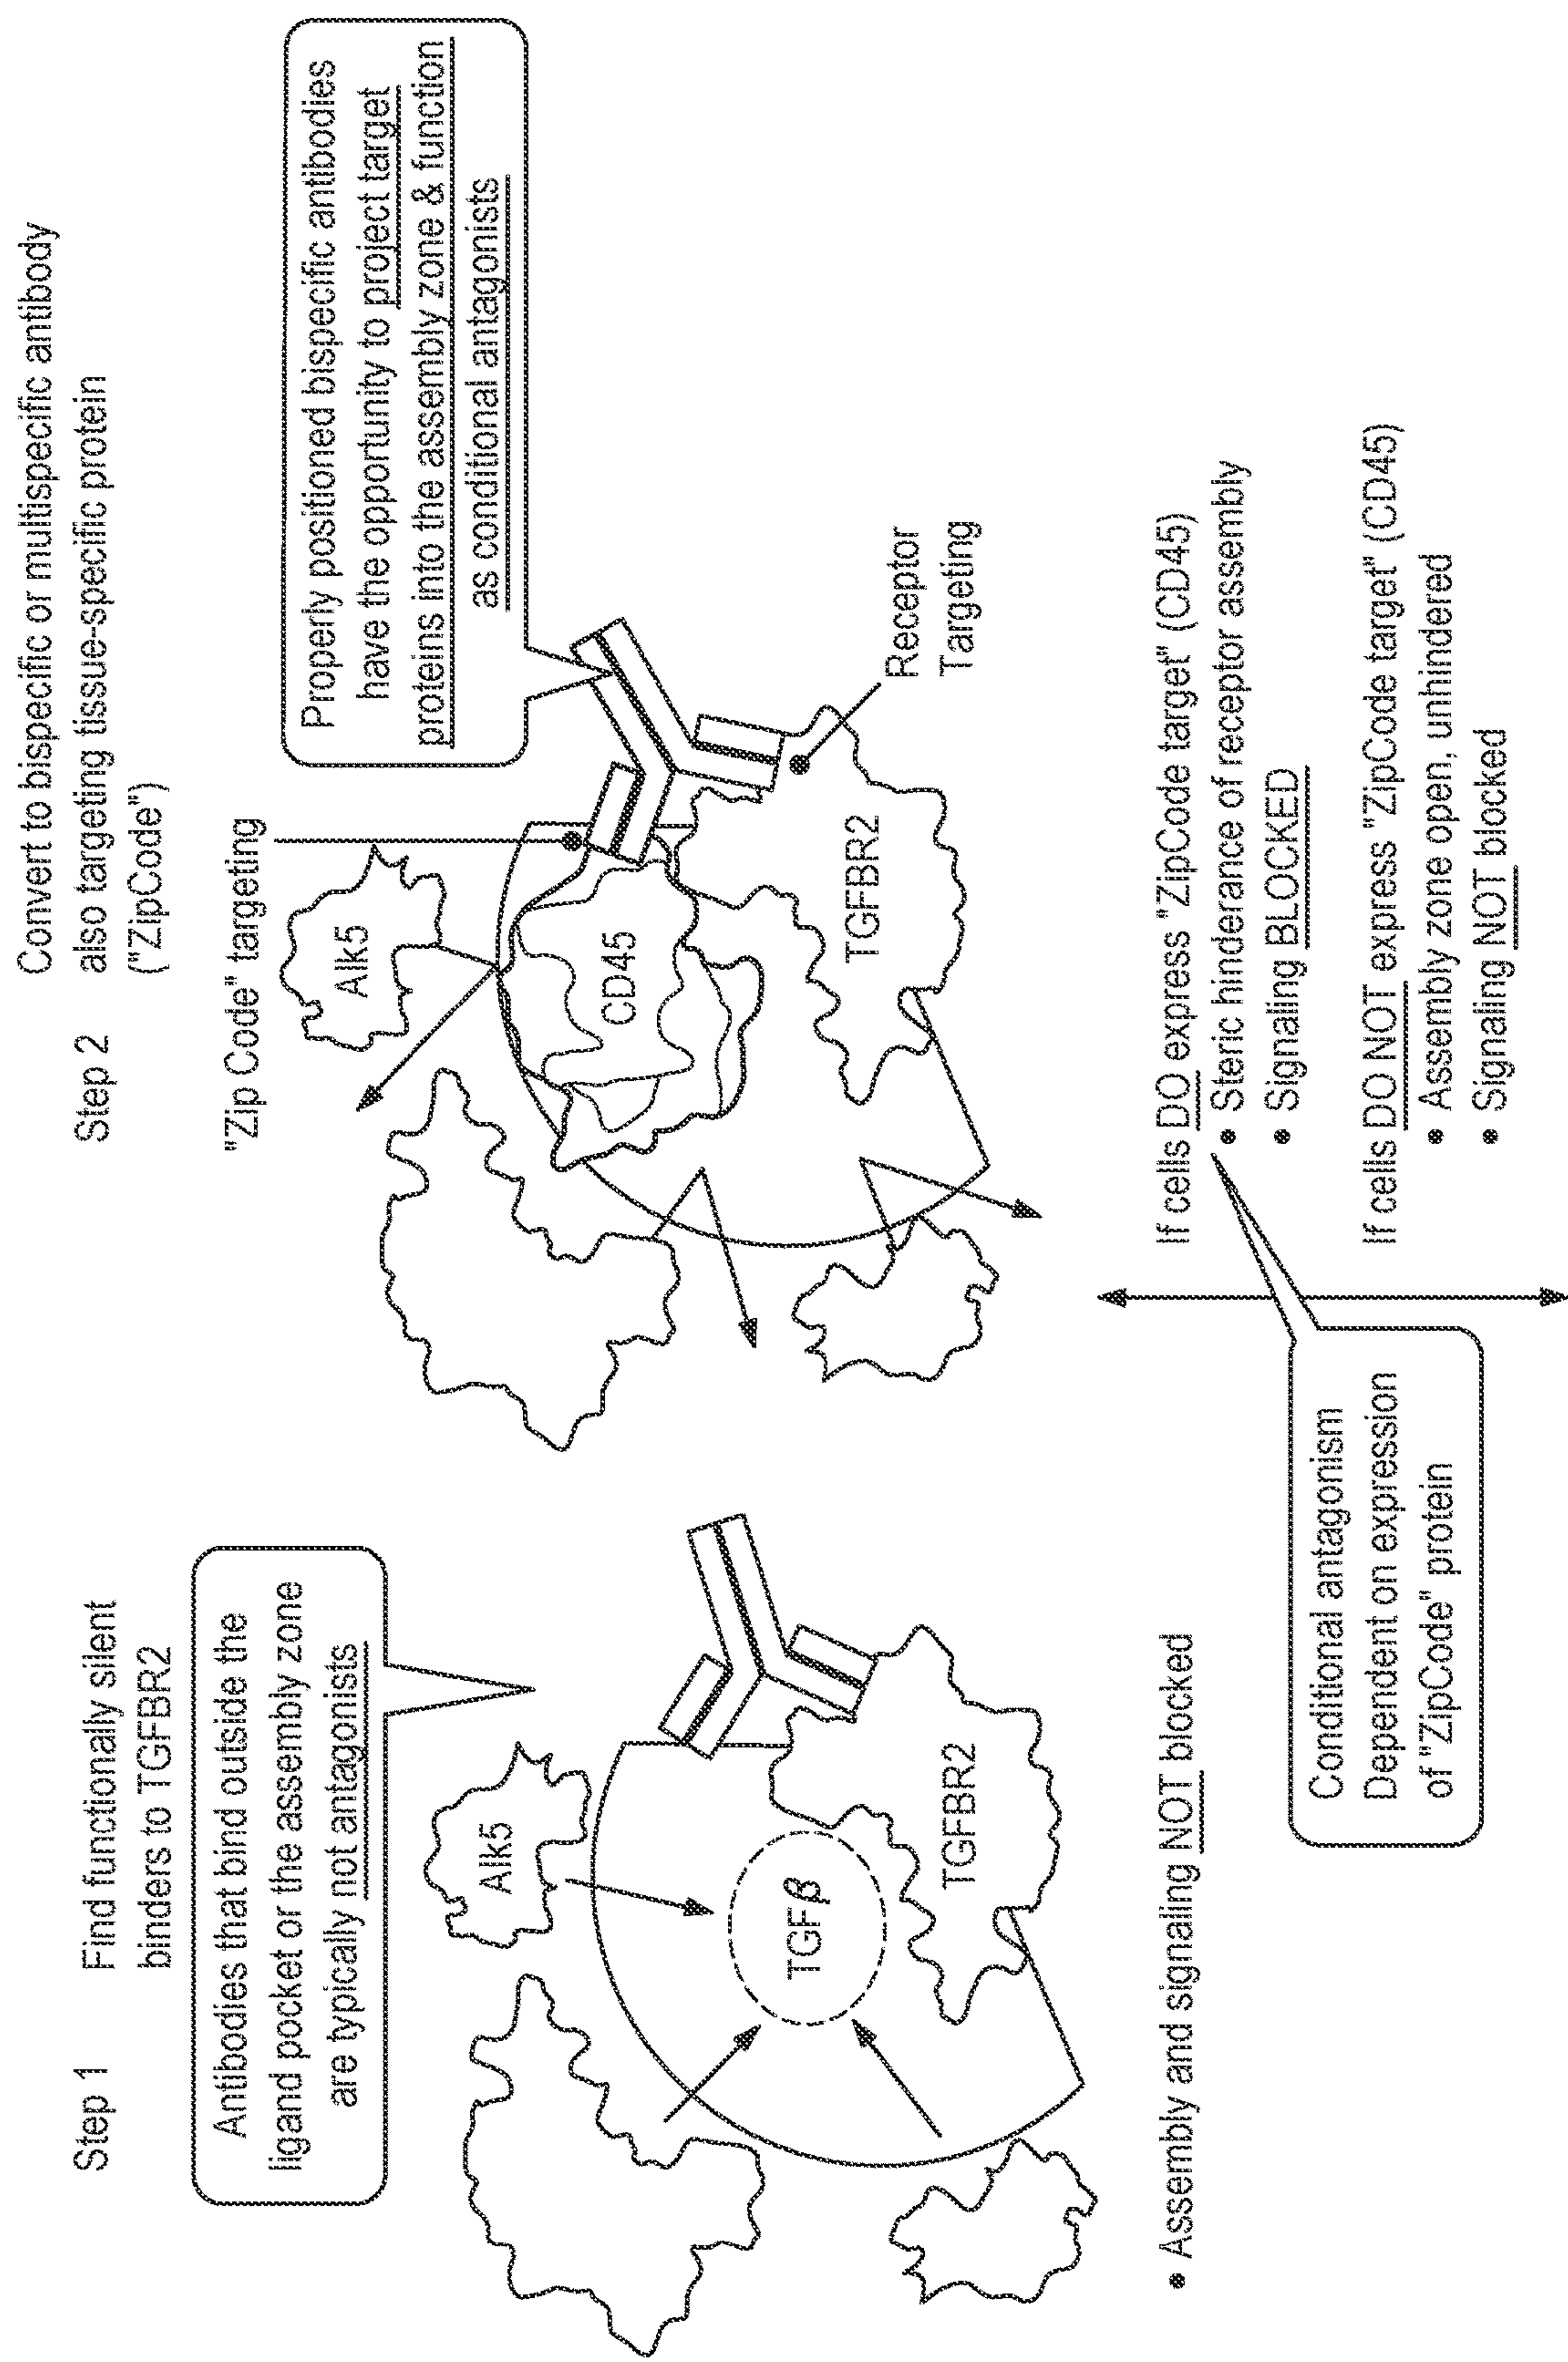 Step 1
Find functionally silent
binders to TGFBR2
Antibodies that bind outside the
ligand pocket or the assembly zone
are typically not antagonists
Alk5
TGFβ
TGFBR2
• Assembly and signaling NOT blocked
Step 2
Convert to bispecific or multispecific antibody
also targeting tissue-specific protein
("ZipCode")
"Zip Code" targeting
Properly positioned bispecific antibodies
have the opportunity to project target
proteins into the assembly zone & function
as conditional antagonists
Alk5
CD45
TGFBR2
Receptor
Targeting
If cells DO express "ZipCode target" (CD45)
• Steric hinderance of receptor assembly
• Signaling BLOCKED
If cells DO NOT express "ZipCode target" (CD45)
• Assembly zone open, unhindered
• Signaling NOT blocked
Conditional antagonism
Dependent on expression
of "ZipCode" protein